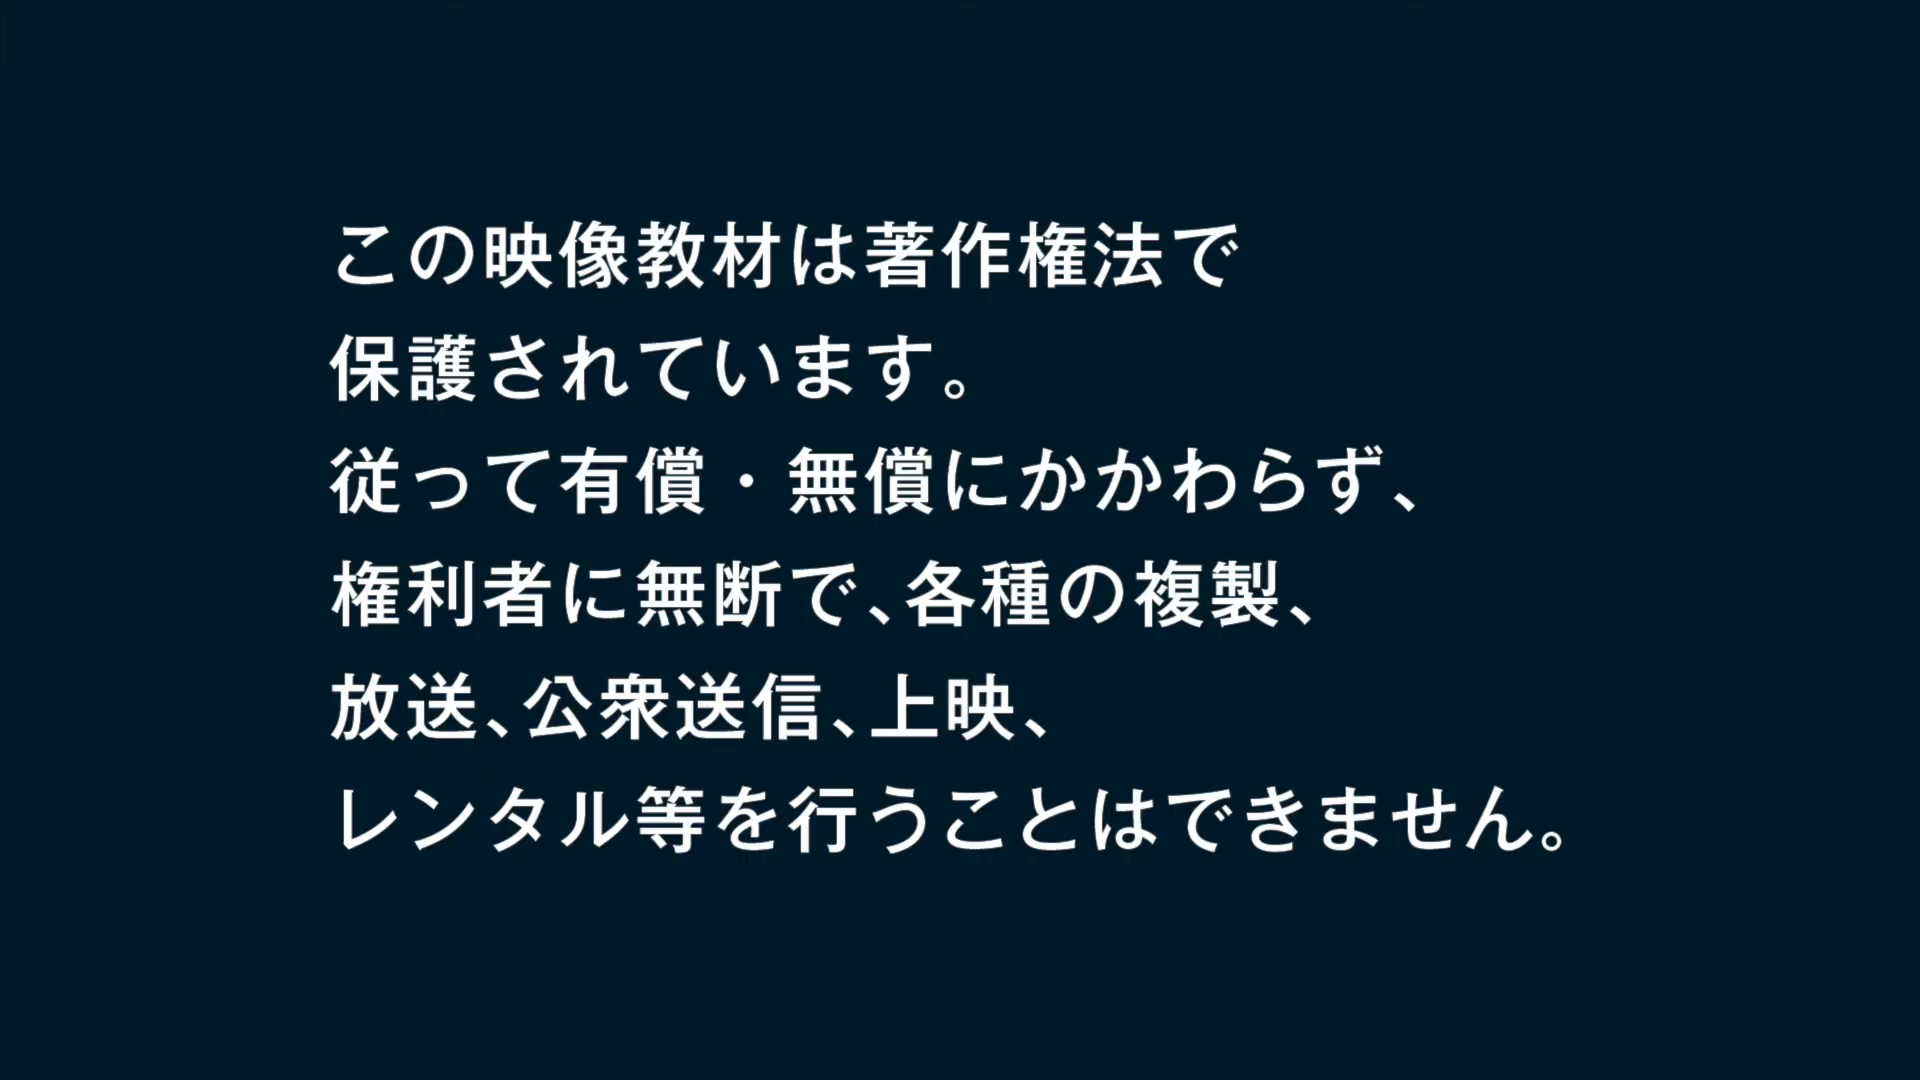 この映像教材は著作権法で
保護されています。
従って有償・無償にかかわらず、
権利者に無断で、各種の複製、
放送、公衆送信、上映、
レンタル等を行うことはできません。